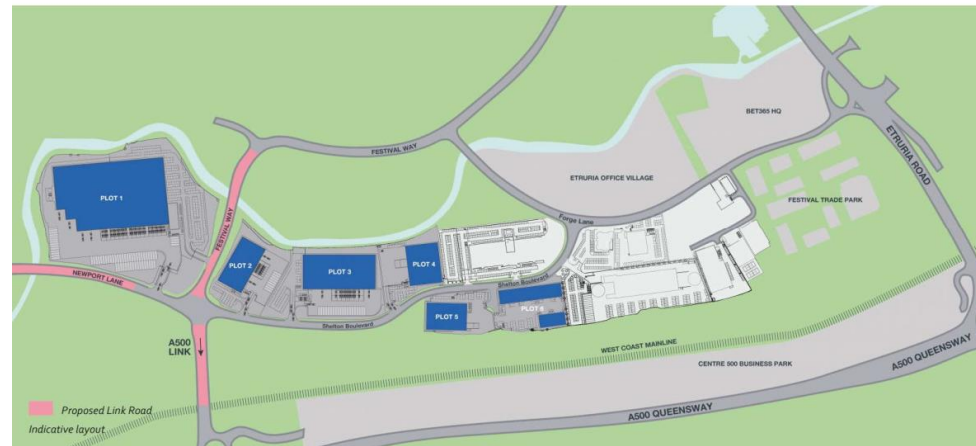 BET365 HQ
ETRURIA ROAD
FESTIVAL WAY
ETRURIA OFFICE VILLAGE
PLOT 1
FESTIVAL TRADE PARK
FESTIVAL WAY
Forge Lane
PLOT 2
PLOT 3
PLOT 4
NEWPORT LANE
Shelton Boulevard
PLOT 6
PLOT 5
Shelton Boulevard
A500
LINK
WEST COAST MAINLINE
CENTRE 500 BUSINESS PARK
A500 QUEENSWAY
A500 QUEENSWAY
Proposed Link Road
Indicative layout